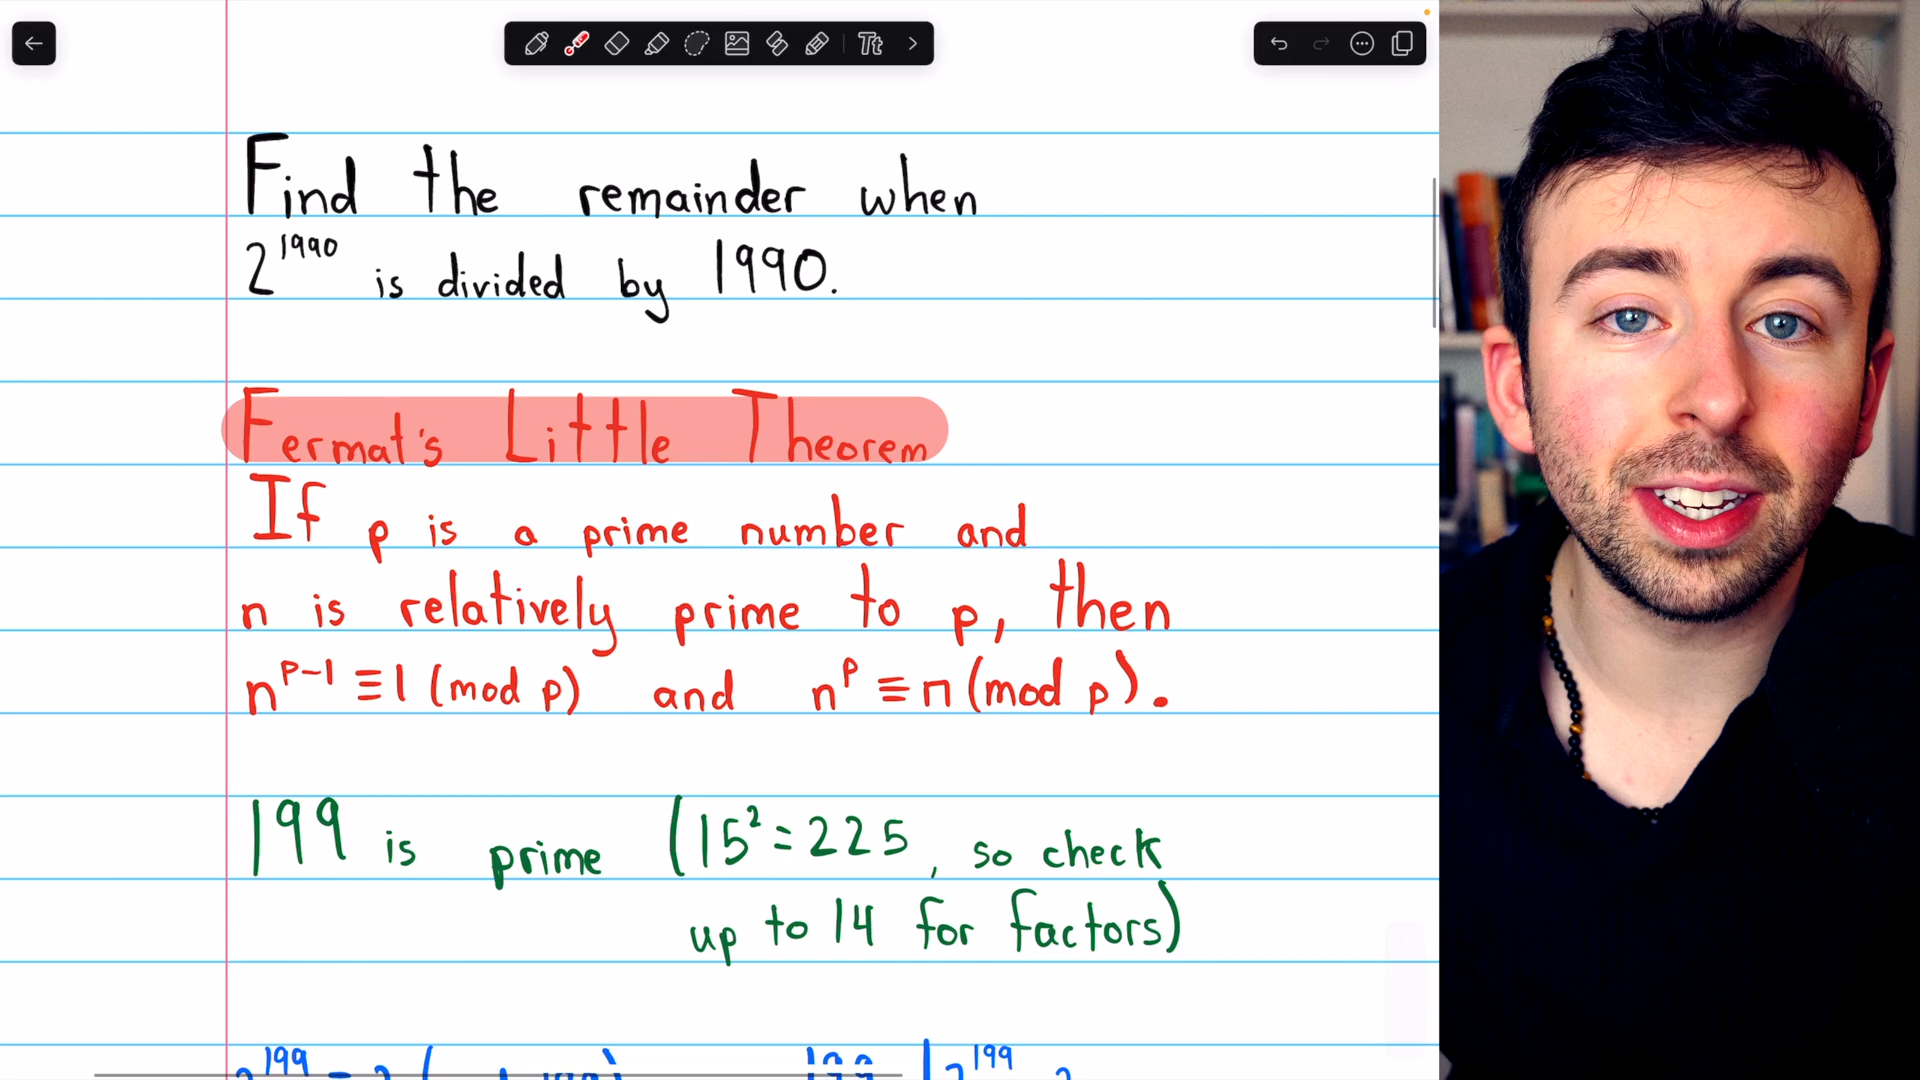 Tt
Find the remainder when
2^1990 is divided by 1990.
Fermat's Little Theorem
If p is a prime number and
n is relatively prime to p, then
n^(p-1) ≡ 1 (mod p) and n^p ≡ n (mod p).
199 is prime (15² = 225, so check
up to 14 for factors)